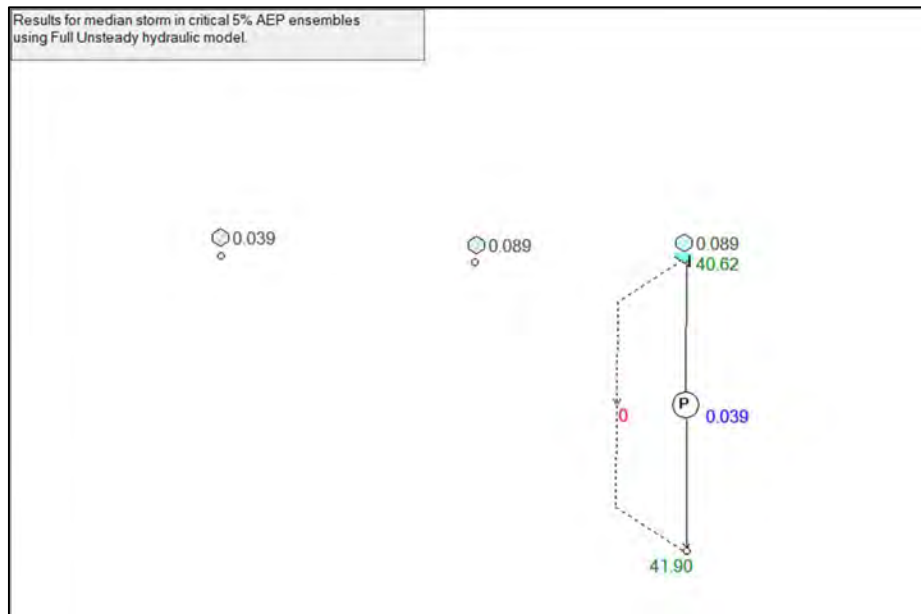 Results for median storm in critical 5% AEP ensembles
using Full Unsteady hydraulic model.
0.039
0.089
0.089
40.62
P
0.039
0
41.90